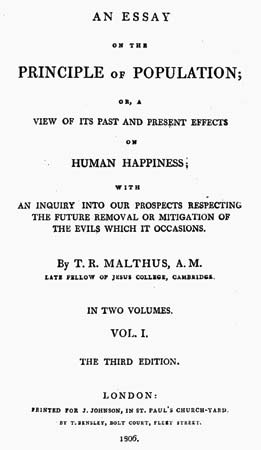 AN ESSAY
ON THE
PRINCIPLE OF POPULATION;
OR, A
VIEW OF ITS PAST AND PRESENT EFFECTS
ON
HUMAN HAPPINESS;
WITH
AN INQUIRY INTO OUR PROSPECTS RESPECTING
THE FUTURE REMOVAL OR MITIGATION OF
THE EVILS WHICH IT OCCASIONS.
By T. R. MALTHUS, A. M.
LATE FELLOW OF JESUS COLLEGE, CAMBRIDGE.
IN TWO VOLUMES.
VOL. I.
THE THIRD EDITION.
LONDON:
PRINTED FOR J. JOHNSON, IN ST. PAUL'S CHURCH-YARD.
BY T. BENSLEY, BOLT COURT, FLEET STREET.
1806.